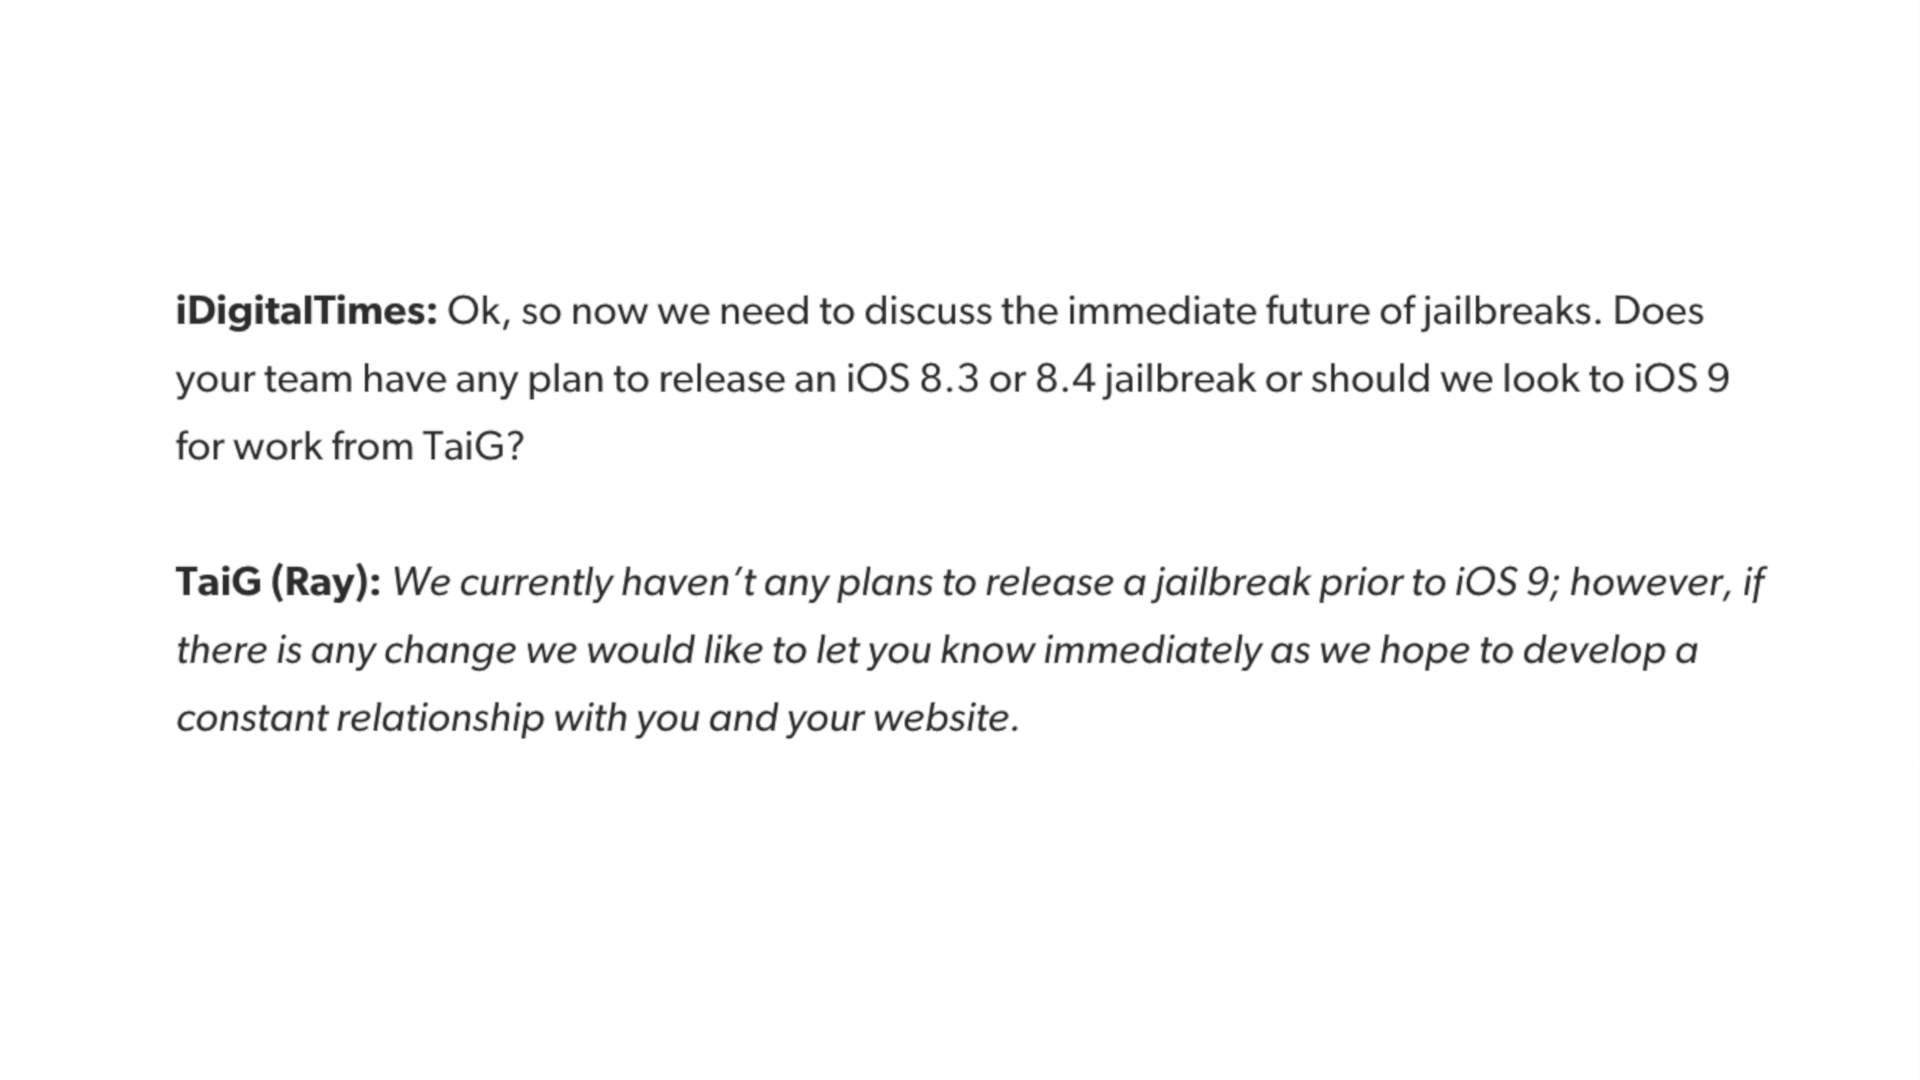 iDigitalTimes: Ok, so now we need to discuss the immediate future of jailbreaks. Does
your team have any plan to release an iOS 8.3 or 8.4 jailbreak or should we look to iOS 9
for work from TaiG?
TaiG (Ray): We currently haven't any plans to release a jailbreak prior to iOS 9; however, if
there is any change we would like to let you know immediately as we hope to develop a
constant relationship with you and your website.